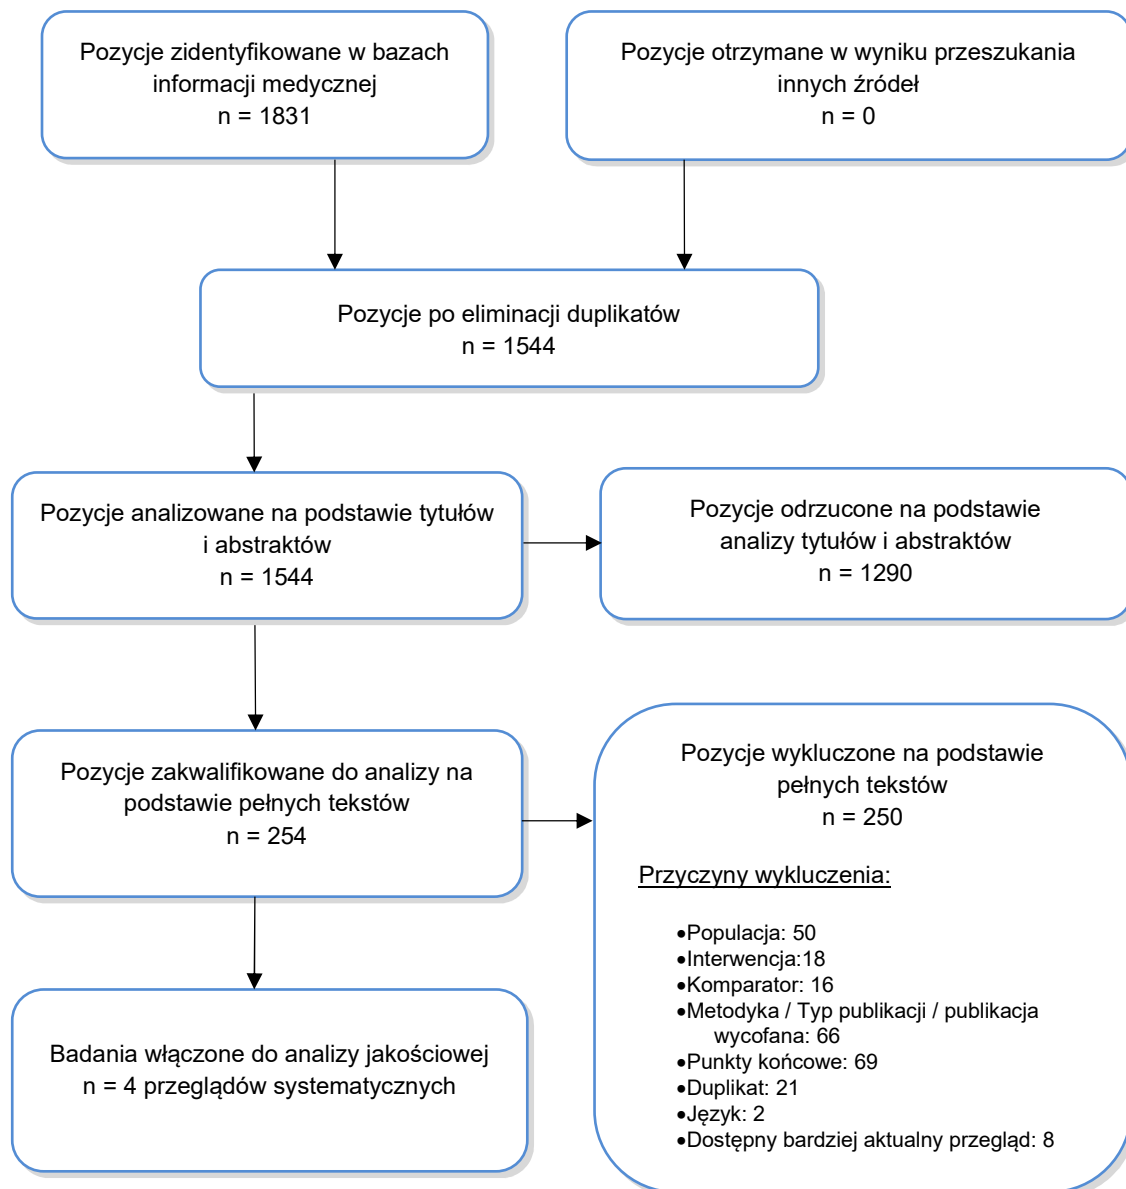 Pozycje zidentyfikowane w bazach
informacji medycznej
n = 1831
Pozycje otrzymane w wyniku przeszukania
innych źródeł
n = 0
Pozycje po eliminacji duplikatów
n = 1544
Pozycje analizowane na podstawie tytułów
i abstraktów
n = 1544
Pozycje odrzucone na podstawie
analizy tytułów i abstraktów
n = 1290
Pozycje zakwalifikowane do analizy na
podstawie pełnych tekstów
n = 254
Pozycje wykluczone na podstawie
pełnych tekstów
n = 250
Przyczyny wykluczenia:
•Populacja: 50
•Interwencja:18
•Komparator: 16
•Metodyka / Typ publikacji / publikacja
wycofana: 66
•Punkty końcowe: 69
•Duplikat: 21
•Język: 2
•Dostępny bardziej aktualny przegląd: 8
Badania włączone do analizy jakościowej
n = 4 przeglądów systematycznych